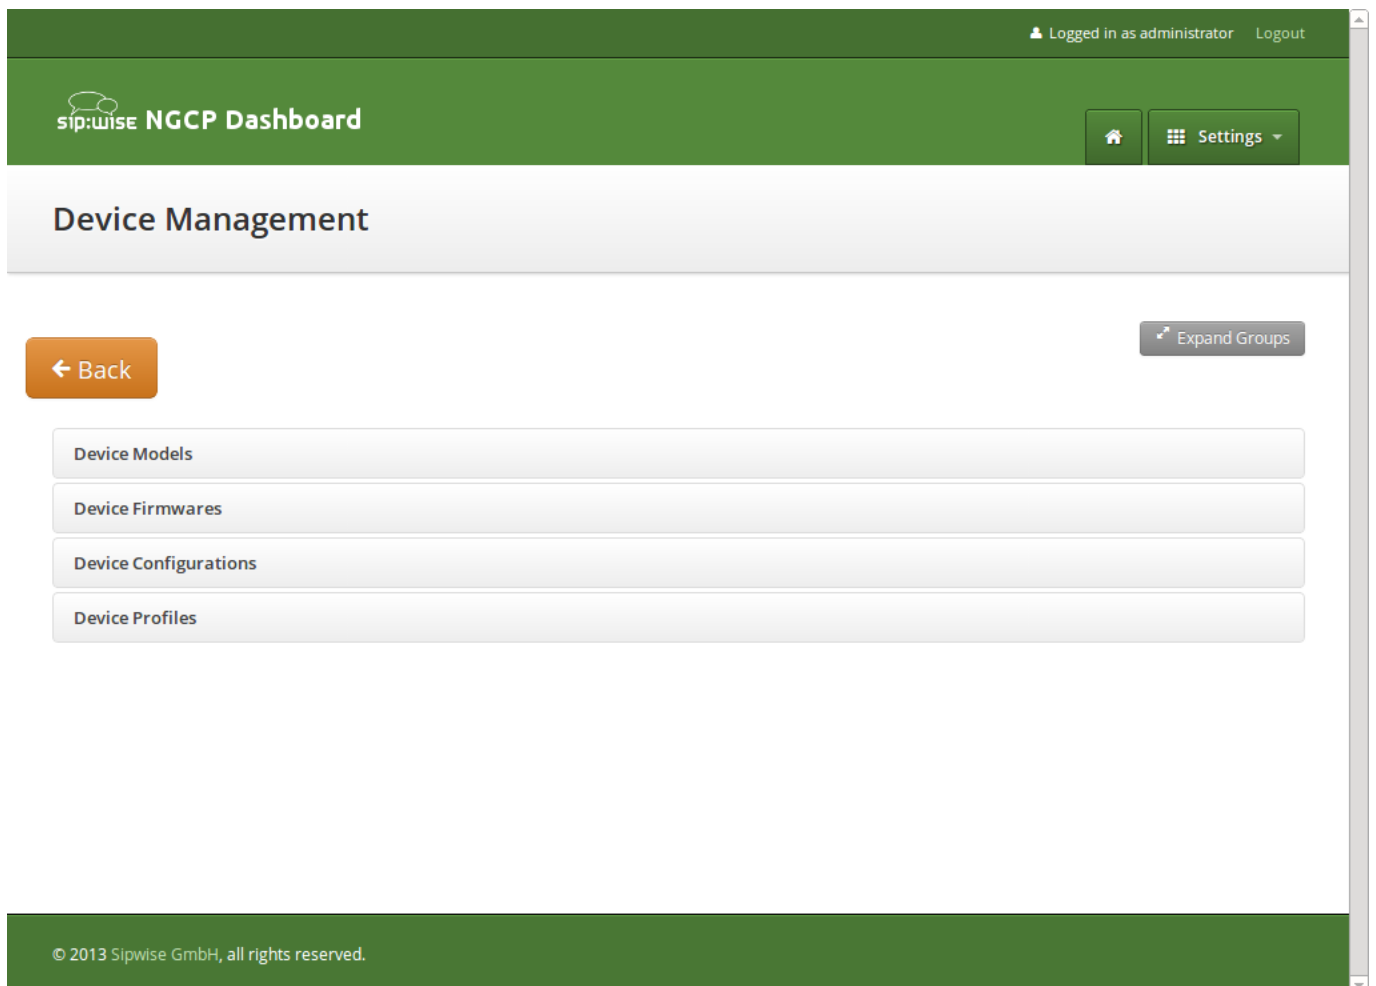 Logged in as administrator Logout
sip:wise NGCP Dashboard
Settings
Device Management
Expand Groups
Back
Device Models
Device Firmwares
Device Configurations
Device Profiles
© 2013 Sipwise GmbH, all rights reserved.